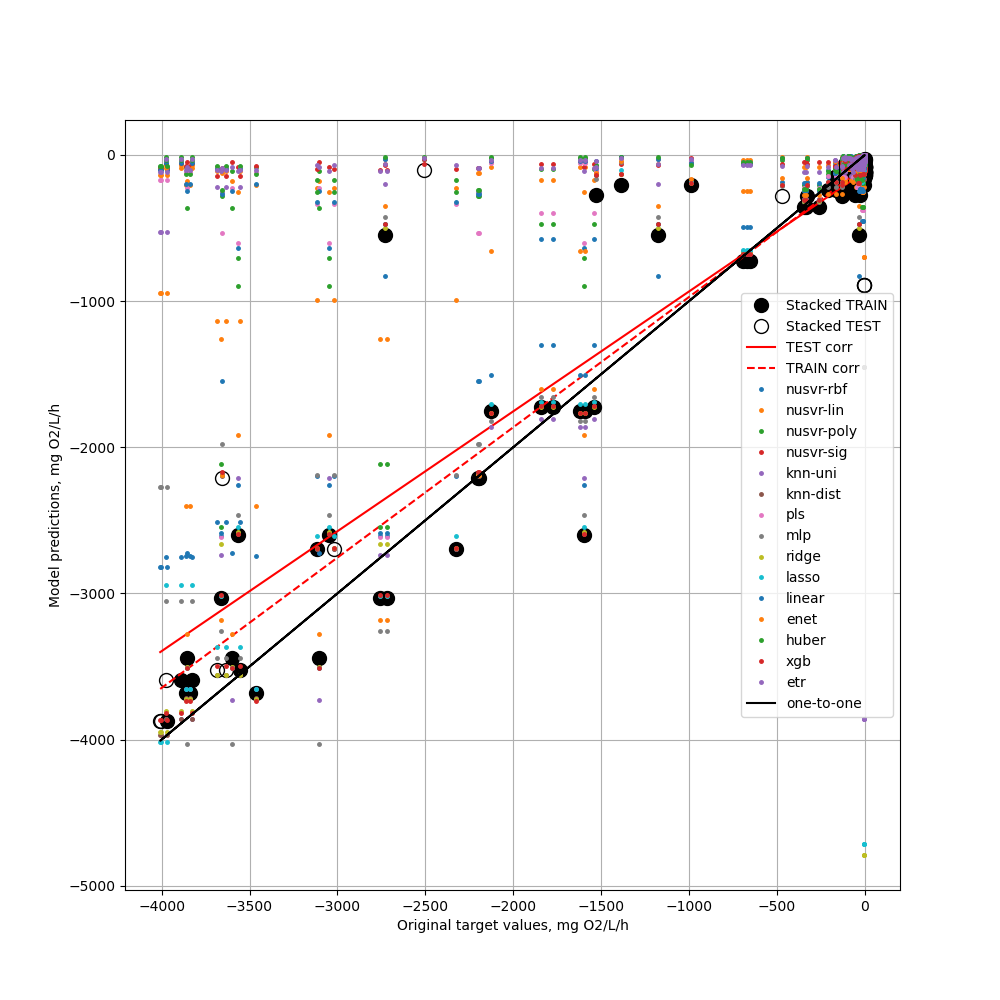 0
−1000
−2000
−3000
−4000
−5000
Model predictions, mg O2/L/h
−4000 −3500 −3000 −2500 −2000 −1500 −1000 −500 0
Original target values, mg O2/L/h
Stacked TRAIN
Stacked TEST
TEST corr
TRAIN corr
nusvr-rbf
nusvr-lin
nusvr-poly
nusvr-sig
knn-uni
knn-dist
pls
mlp
ridge
lasso
linear
enet
huber
xgb
etr
one-to-one